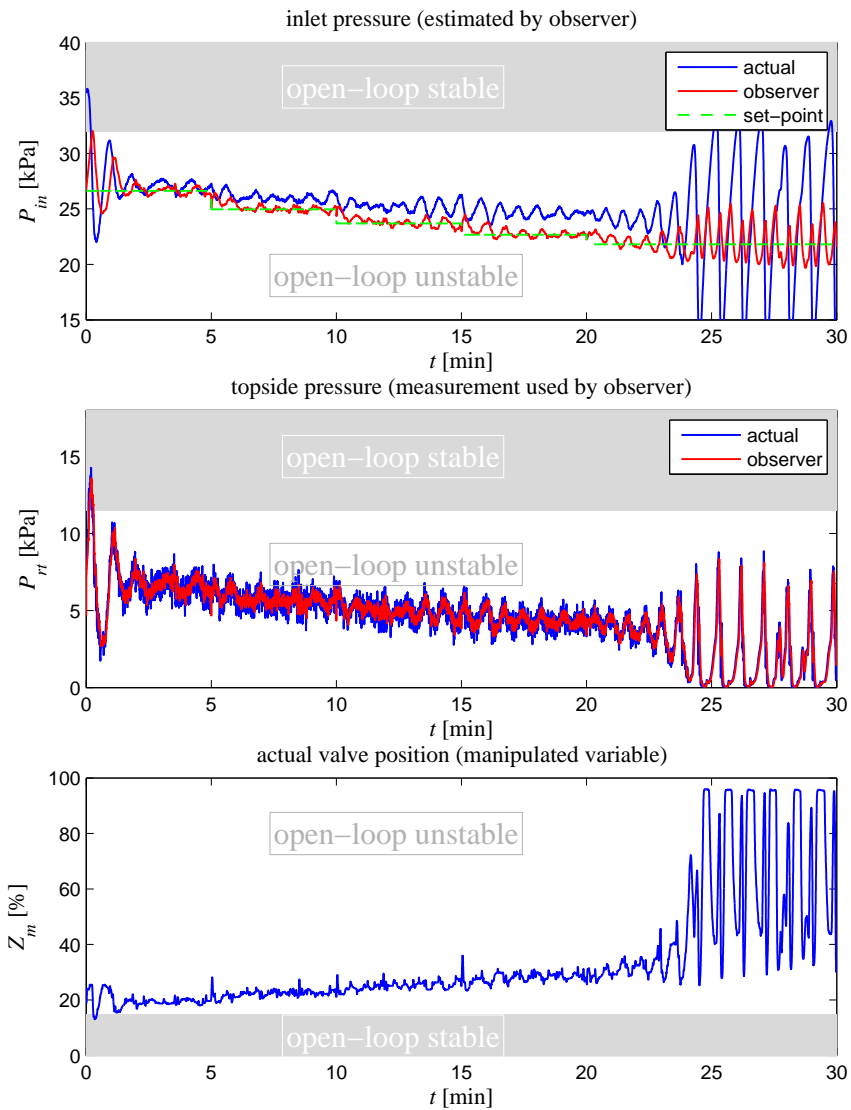 inlet pressure (estimated by observer)
40
35
30
25
20
15
P_in [kPa]
open−loop stable
open−loop unstable
actual
observer
set−point
0 5 10 15 20 25 30
t [min]
topside pressure (measurement used by observer)
15
10
5
0
P_rt [kPa]
open−loop stable
open−loop unstable
actual
observer
0 5 10 15 20 25 30
t [min]
actual valve position (manipulated variable)
100
80
60
40
20
0
Z_m [%]
open−loop unstable
open−loop stable
0 5 10 15 20 25 30
t [min]